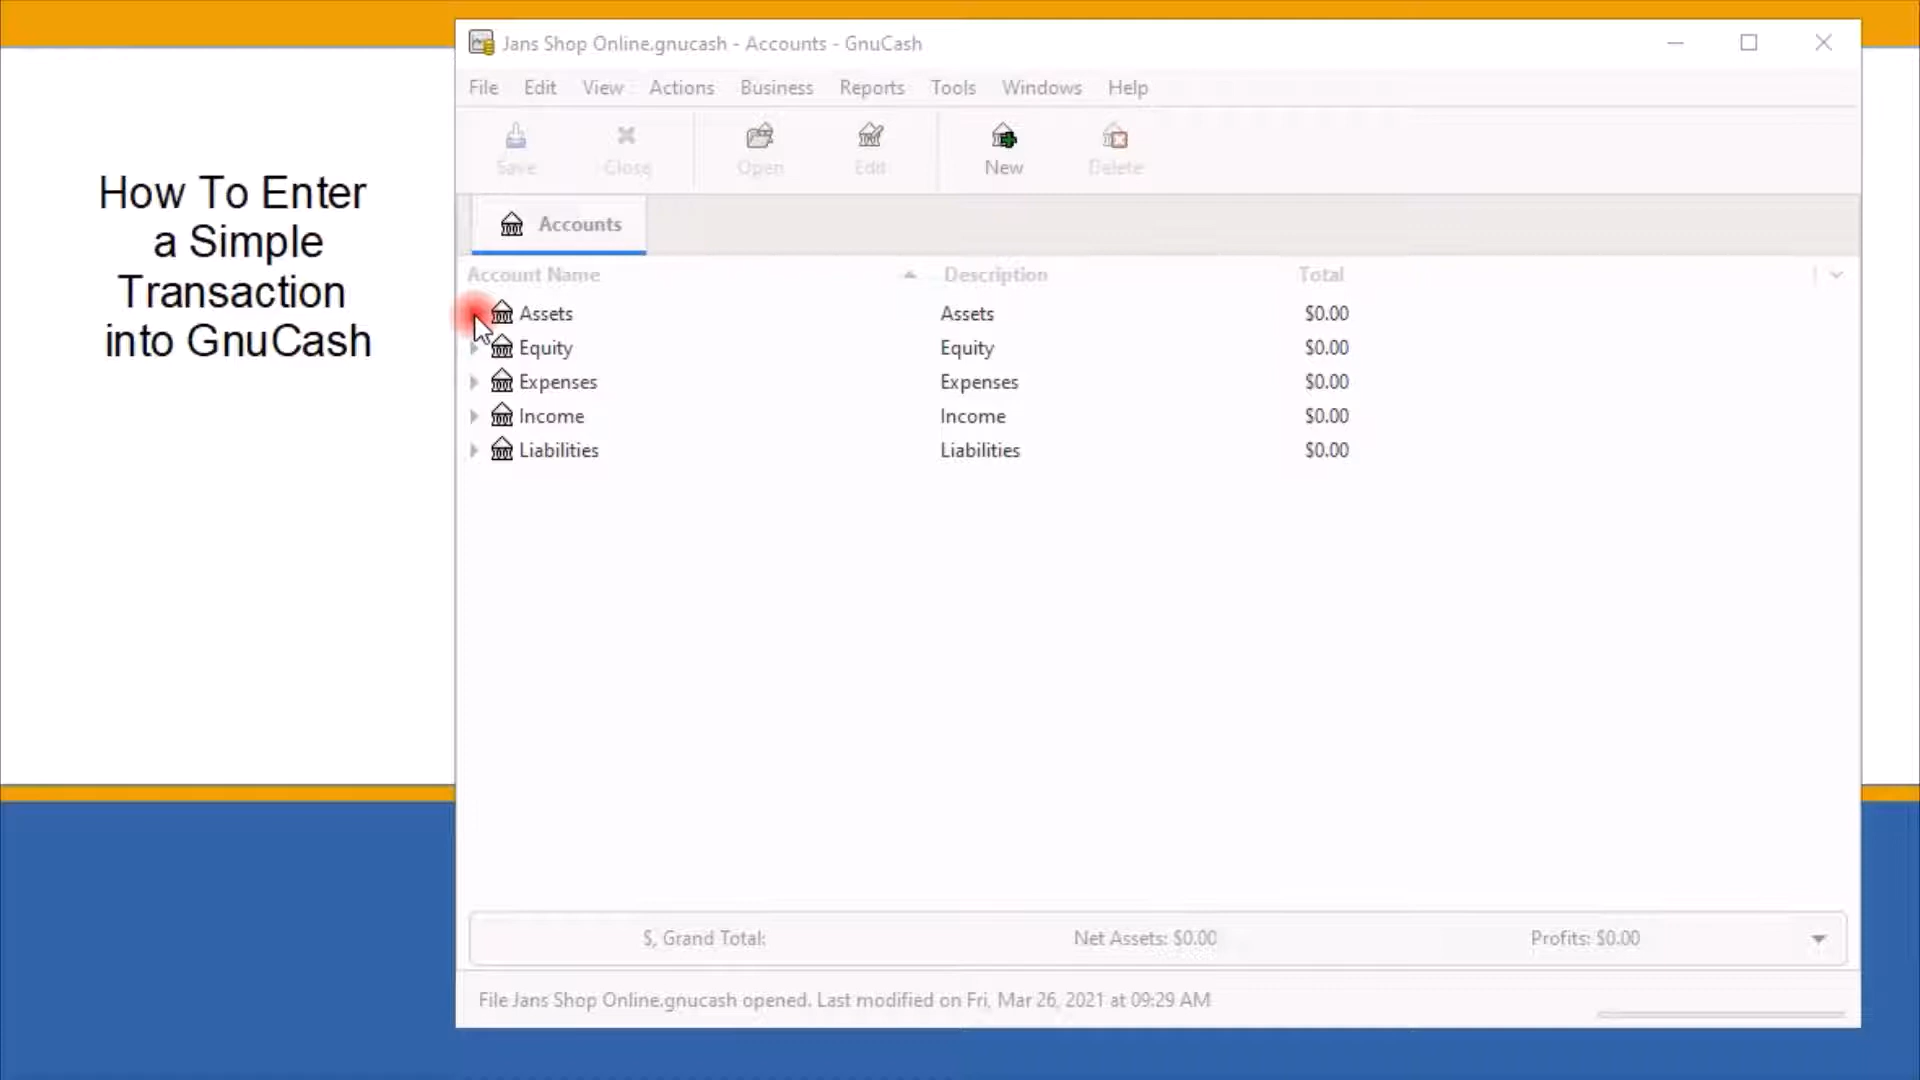 How To Enter
a Simple
Transaction
into GnuCash
Jans Shop Online.gnucash - Accounts - GnuCash
File Edit View Actions Business Reports Tools Windows Help
Save Close Open Edit New Delete
Accounts
Account Name Description Total
Assets Assets $0.00
Equity Equity $0.00
Expenses Expenses $0.00
Income Income $0.00
Liabilities Liabilities $0.00
$, Grand Total: Net Assets: $0.00 Profits: $0.00
File Jans Shop Online.gnucash opened. Last modified on Fri, Mar 26, 2021 at 09:29 AM